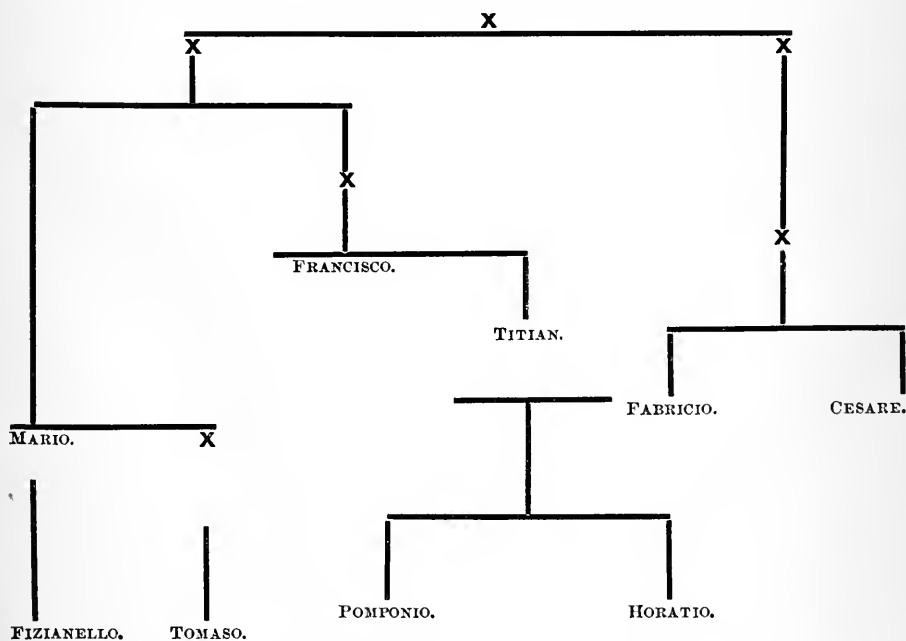 X
X X
X
X
FRANCISCO.
TITIAN.
FABRICIO. CESARE.
MARIO. X
POMPONIO. HORATIO.
FIZIANELLO. TOMASO.